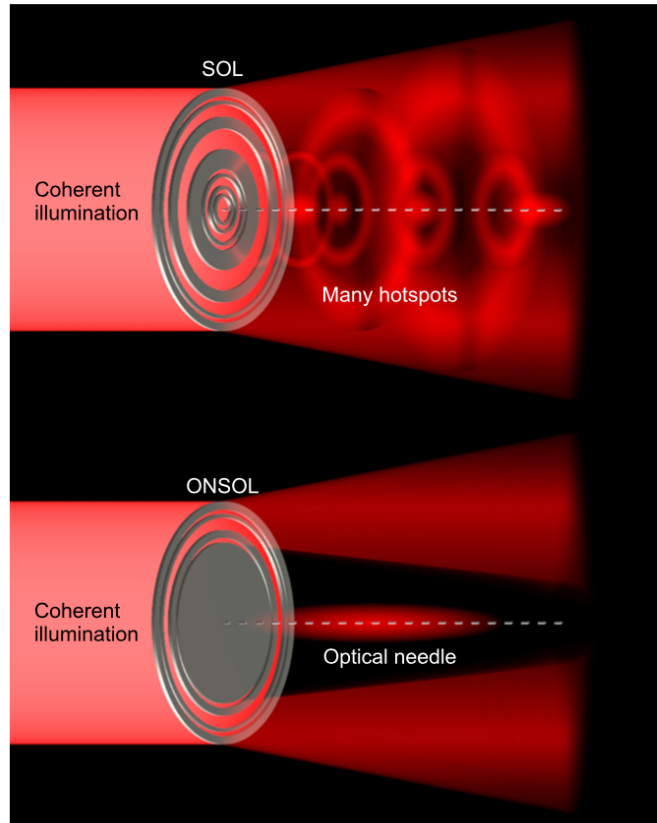 SOL
Coherent
illumination
Many hotspots
ONSOL
Coherent
illumination
Optical needle